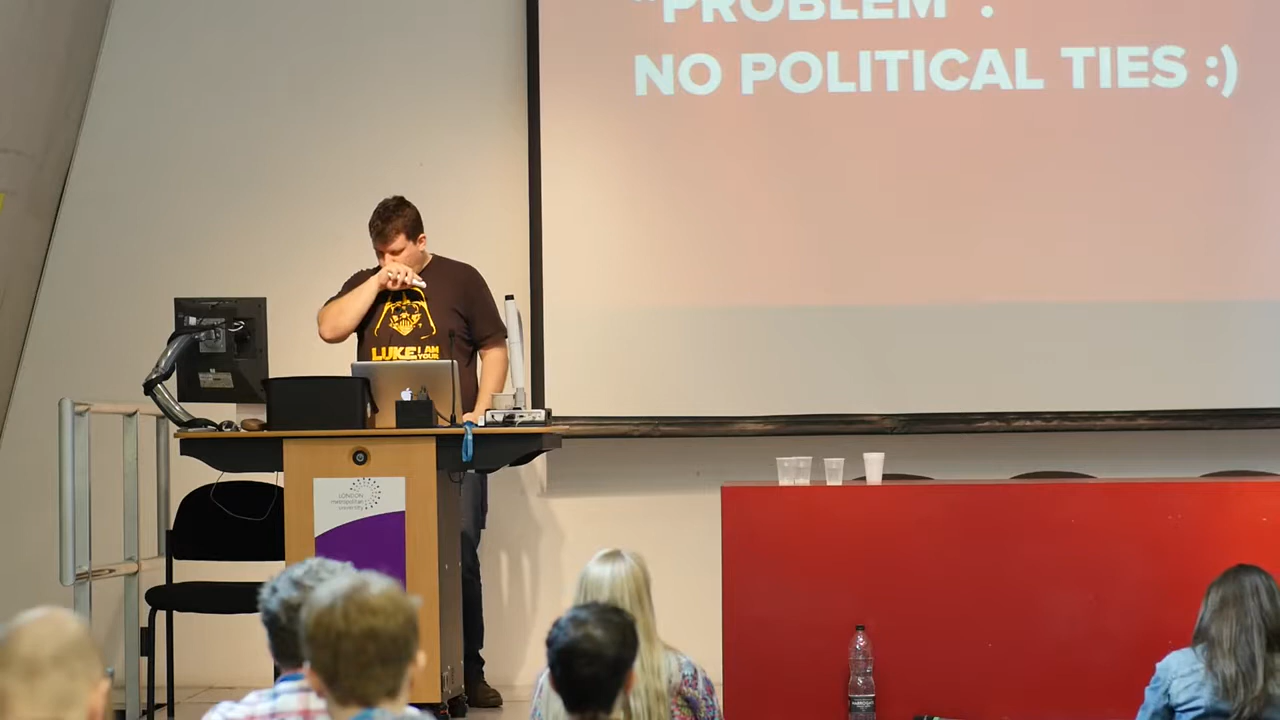 "PROBLEM".
NO POLITICAL TIES :)
LUKE I AM
YOUR
LONDON
metropolitan
university